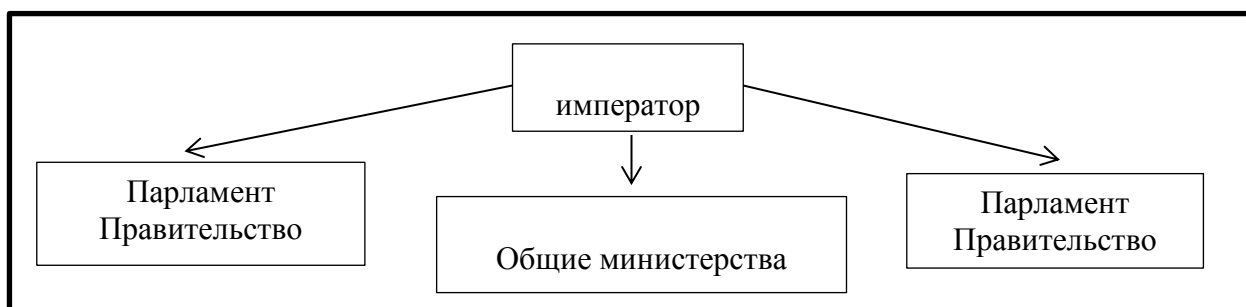 император
Парламент
Правительство
Общие министерства
Парламент
Правительство